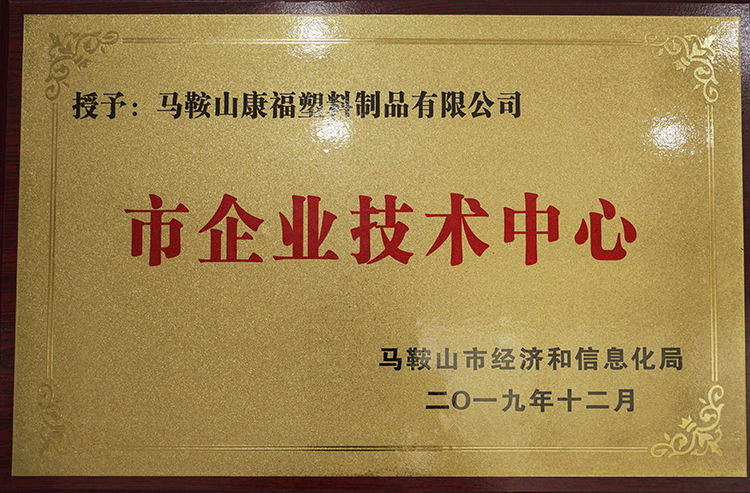 授予：马鞍山康福塑料制品有限公司
市企业技术中心
马鞍山市经济和信息化局
二〇一九年十二月